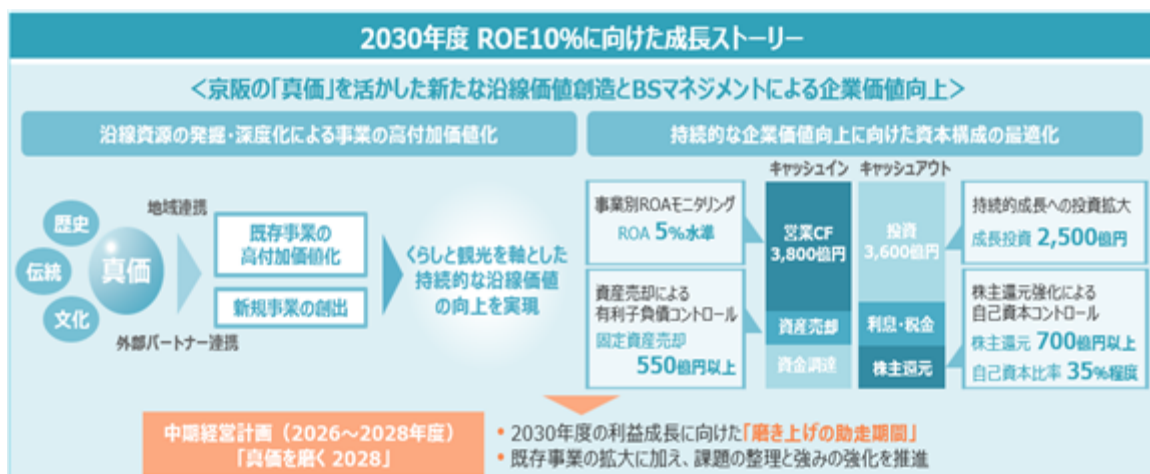 2030年度 ROE10%に向けた成長ストーリー
<京阪の「真価」を活かした新たな沿線価値創造とBSマネジメントによる企業価値向上>
沿線資源の発掘・深度化による事業の高付加価値化
歴史
伝統
文化
真価
地域連携
外部パートナー連携
既存事業の
高付加価値化
新規事業の創出
くらしと観光を軸とした
持続的な沿線価値
の向上を実現
持続的な企業価値向上に向けた資本構成の最適化
キャッシュイン
キャッシュアウト
事業別ROAモニタリング
ROA 5%水準
資産売却による
有利子負債コントロール
固定資産売却
550億円以上
営業CF
3,800億円
資産売却
資金調達
投資
3,600億円
利息・税金
株主還元
持続的成長への投資拡大
成長投資 2,500億円
株主還元強化による
自己資本コントロール
株主還元 700億円以上
自己資本比率 35%程度
中期経営計画(2026~2028年度)
「真価を磨く 2028」
• 2030年度の利益成長に向けた「磨き上げの助走期間」
• 既存事業の拡大に加え、課題の整理と強みの強化を推進